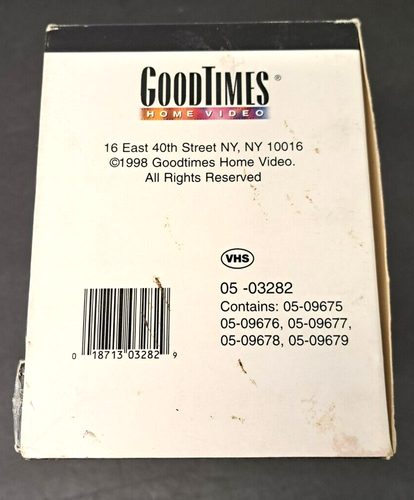 GOODTIMES®
HOME VIDEO
16 East 40th Street NY, NY 10016
©1998 Goodtimes Home Video.
All Rights Reserved
VHS
05 -03282
Contains: 05-09675
05-09676, 05-09677,
05-09678, 05-09679
0 18713 03282 9